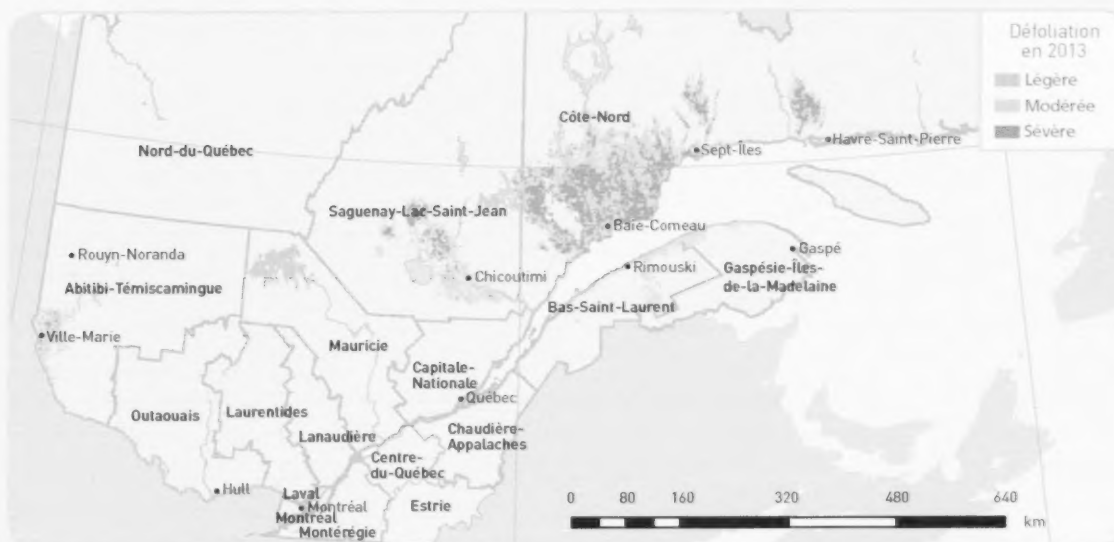 Défoliation
en 2013
Légère
Modérée
Sévère
Côte-Nord
Nord-du-Québec
Sept-Îles
Havre-Saint-Pierre
Saguenay-Lac-Saint-Jean
Baie-Comeau
Rouyn-Noranda
Chicoutimi
Rimouski
Gaspé
Gaspésie-Îles-
de-la-Madelaine
Abitibi-Témiscamingue
Bas-Saint-Laurent
Ville-Marie
Mauricie
Capitale-
Nationale
Québec
Outaouais
Laurentides
Lanaudière
Chaudière-
Appalaches
Centre-
du-Québec
Hull
Laval
Montréal
Montréal
Montérégie
Estrie
0 80 160 320 480 640
km